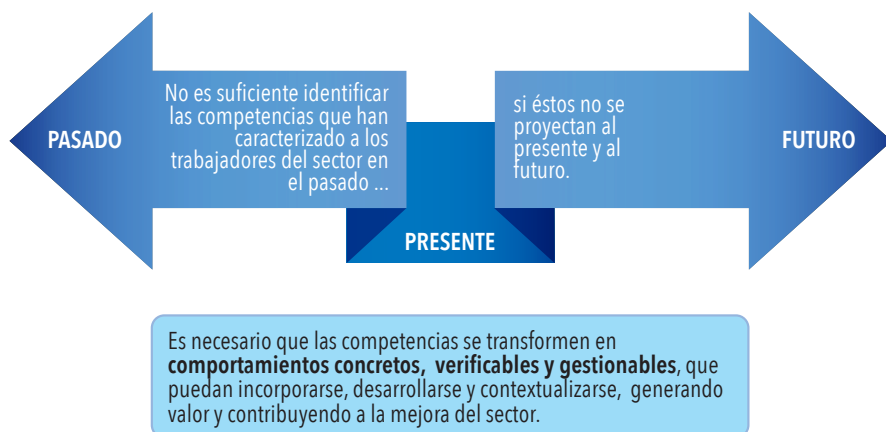 PASADO
No es suficiente identificar
las competencias que han
caracterizado a los
trabajadores del sector en
el pasado ...
si éstos no se
proyectan al
presente y al
futuro.
FUTURO
PRESENTE
Es necesario que las competencias se transformen en
comportamientos concretos, verificables y gestionables, que
puedan incorporarse, desarrollarse y contextualizarse, generando
valor y contribuyendo a la mejora del sector.